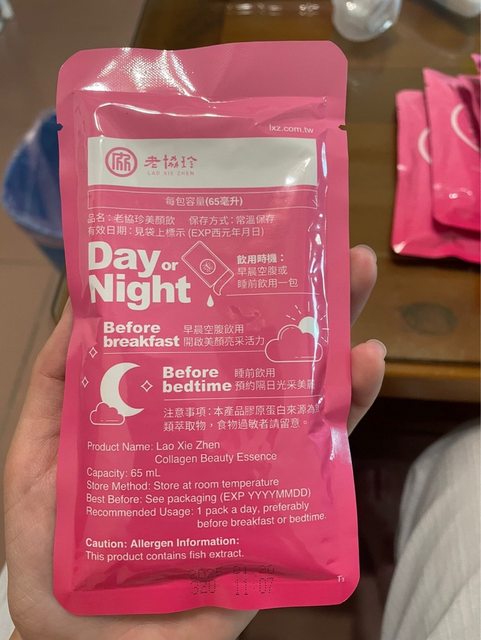 lxz.com.tw
老協珍
LAO XIE ZHEN
每包容量(65毫升)
品名：老協珍美顏飲 保存方式：常溫保存
有效日期：見袋上標示 (EXP西元年月日)
Day or
Night
飲用時機：
早晨空腹或
睡前飲用一包
Before
breakfast
早晨空腹飲用
開啟美顏亮采活力
Before
bedtime
睡前飲用
預約隔日光采美麗
注意事項：本產品膠原蛋白來源為魚
類萃取物，食物過敏者請留意。
Product Name: Lao Xie Zhen
Collagen Beauty Essence
Capacity: 65 mL
Store Method: Store at room temperature
Best Before: See packaging (EXP YYYYMMDD)
Recommended Usage: 1 pack a day, preferably
before breakfast or bedtime.
Caution: Allergen Information:
This product contains fish extract.
11:07